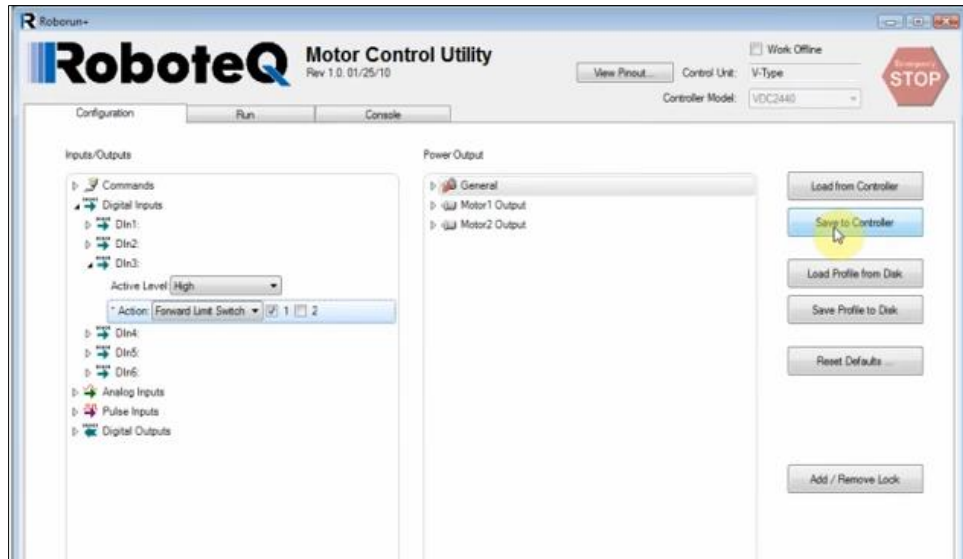 Roborun+
RoboteQ
Motor Control Utility
Rev 1.0. 01/25/10
Work Offline
View Pinout...
Control Unit: V-Type
Controller Model: VDC2440
Emergency
STOP
Configuration
Run
Console
Inputs/Outputs
Commands
Digital Inputs
DIn1:
DIn2:
DIn3:
Active Level: High
* Action: Forward Limit Switch 1 2
DIn4:
DIn5:
DIn6:
Analog Inputs
Pulse Inputs
Digital Outputs
Power Output
General
Motor1 Output
Motor2 Output
Load from Controller
Save to Controller
Load Profile from Disk
Save Profile to Disk
Reset Defaults ...
Add / Remove Lock